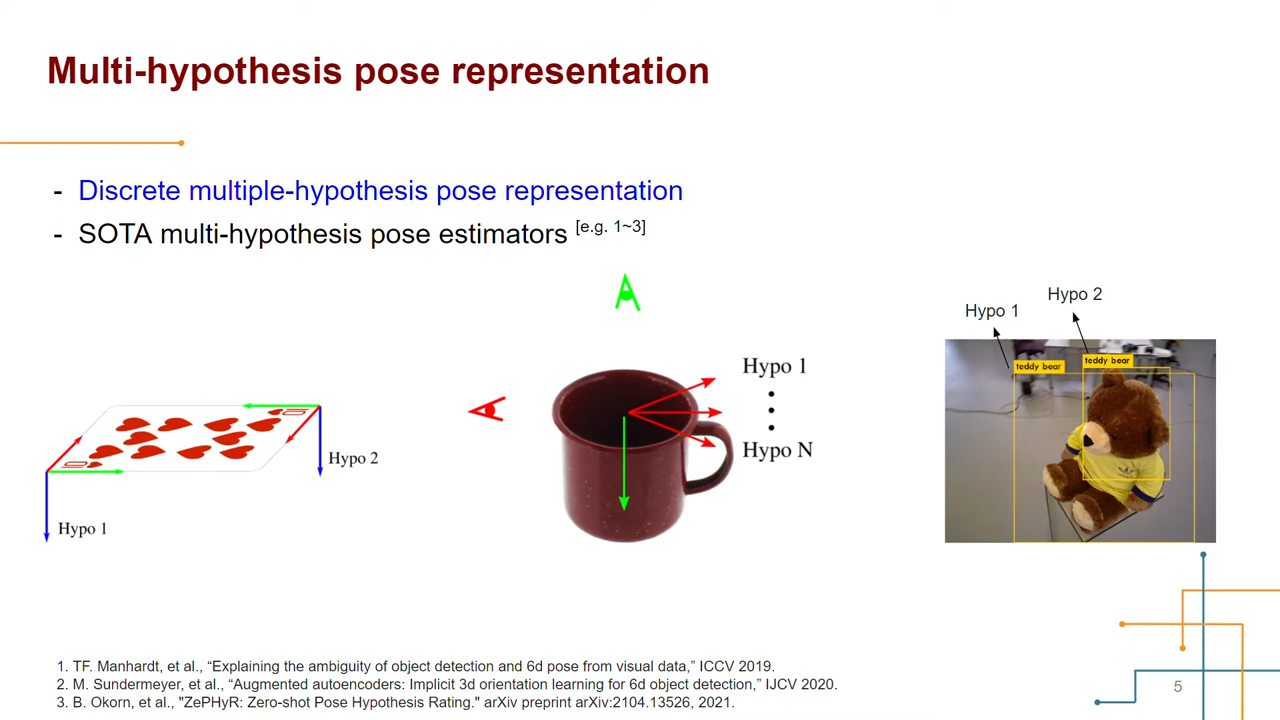 Multi-hypothesis pose representation
- Discrete multiple-hypothesis pose representation
- SOTA multi-hypothesis pose estimators [e.g. 1~3]
10
10
Hypo 1
Hypo 2
Hypo 1
Hypo N
Hypo 1
Hypo 2
teddy bear
teddy bear
1. TF. Manhardt, et al., “Explaining the ambiguity of object detection and 6d pose from visual data,” ICCV 2019.
2. M. Sundermeyer, et al., “Augmented autoencoders: Implicit 3d orientation learning for 6d object detection,” IJCV 2020.
3. B. Okorn, et al., "ZePHyR: Zero-shot Pose Hypothesis Rating." arXiv preprint arXiv:2104.13526, 2021.
5